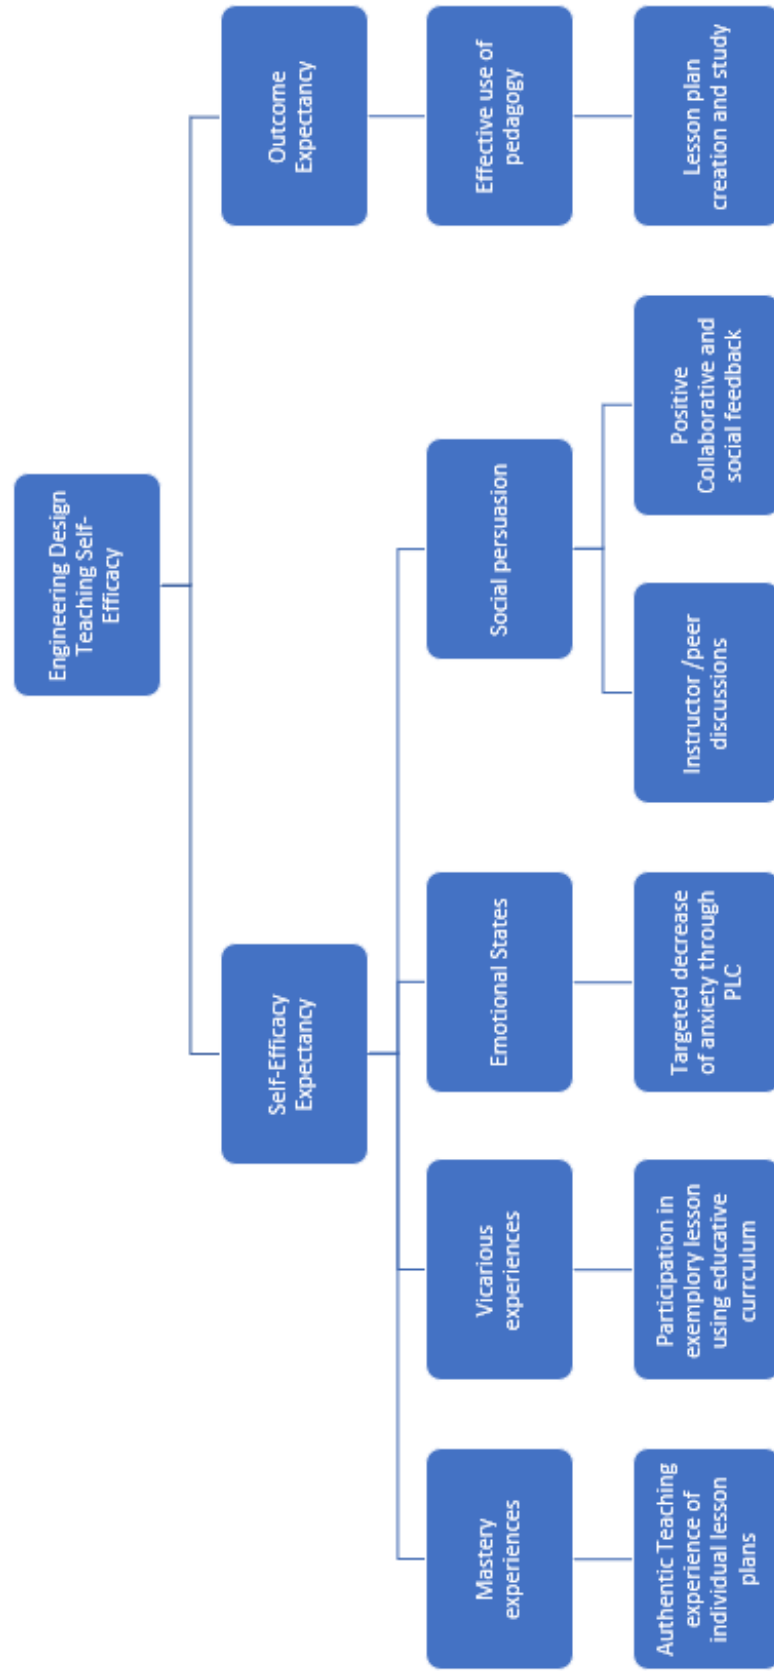 Engineering Design
Teaching Self-
Efficacy
Self-Efficacy
Expectancy
Outcome
Expectancy
Mastery
experiences
Vicarious
experiences
Emotional States
Social persuasion
Effective use of
pedagogy
Authentic Teaching
experience of
individual lesson
plans
Participation in
exemplory lesson
using educative
currculum
Targeted decrease
of anxiety through
PLC
Instructor /peer
discussions
Positive
Collaborative and
social feedback
Lesson plan
creation and study